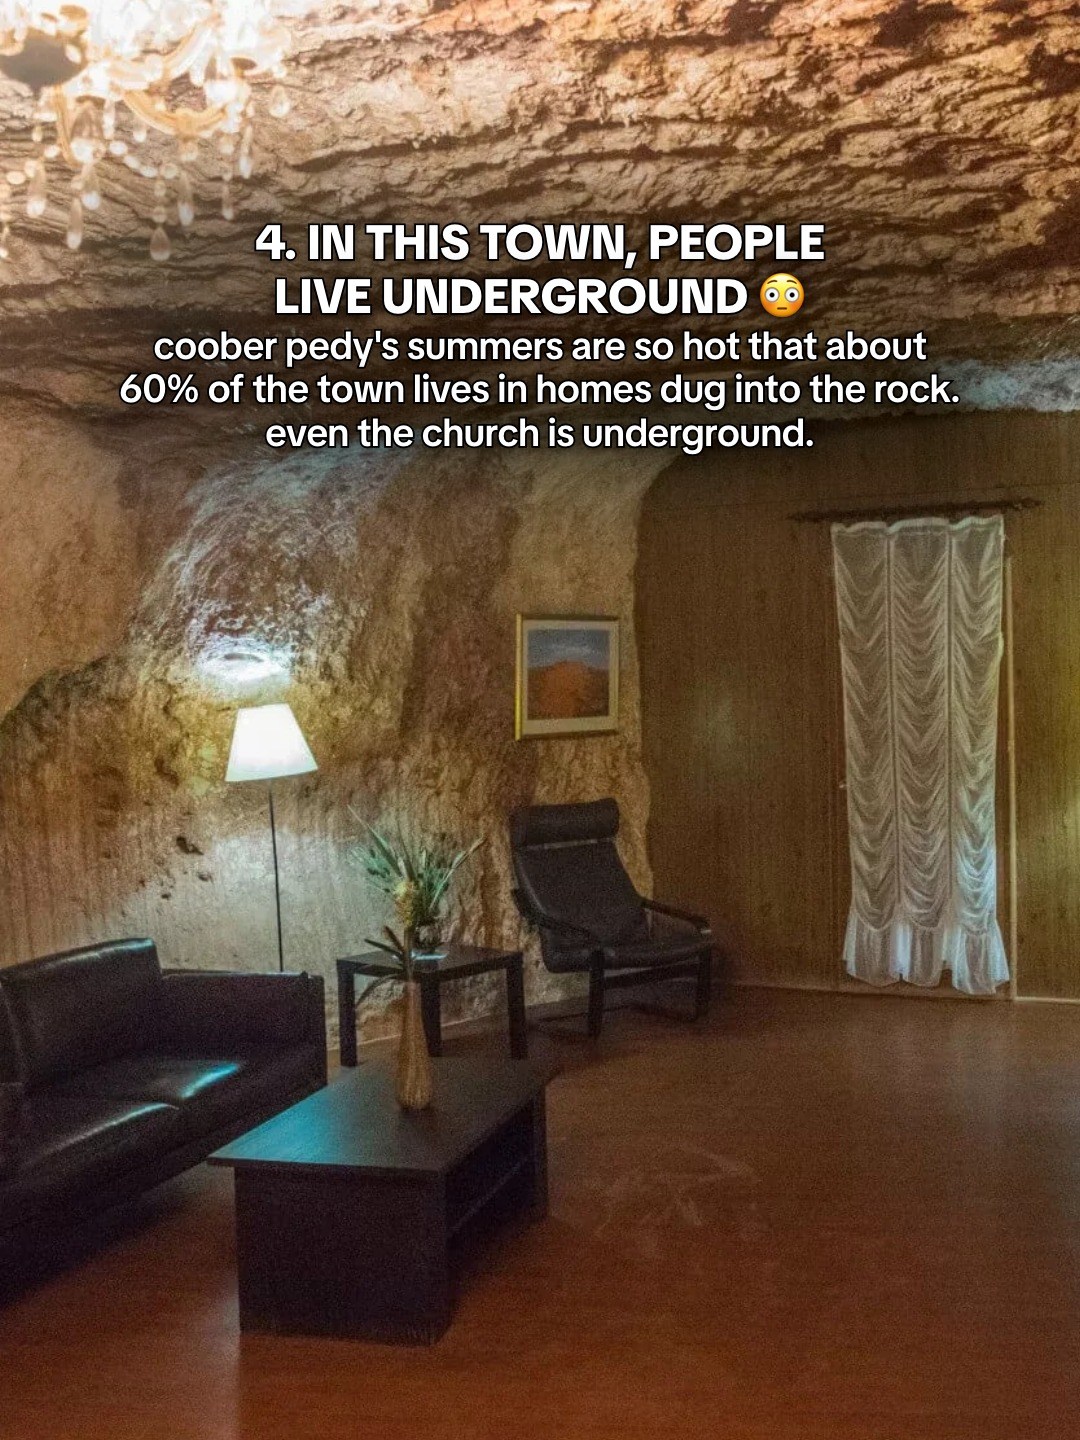 4. IN THIS TOWN, PEOPLE
LIVE UNDERGROUND 😳
coober pedy's summers are so hot that about
60% of the town lives in homes dug into the rock.
even the church is underground.